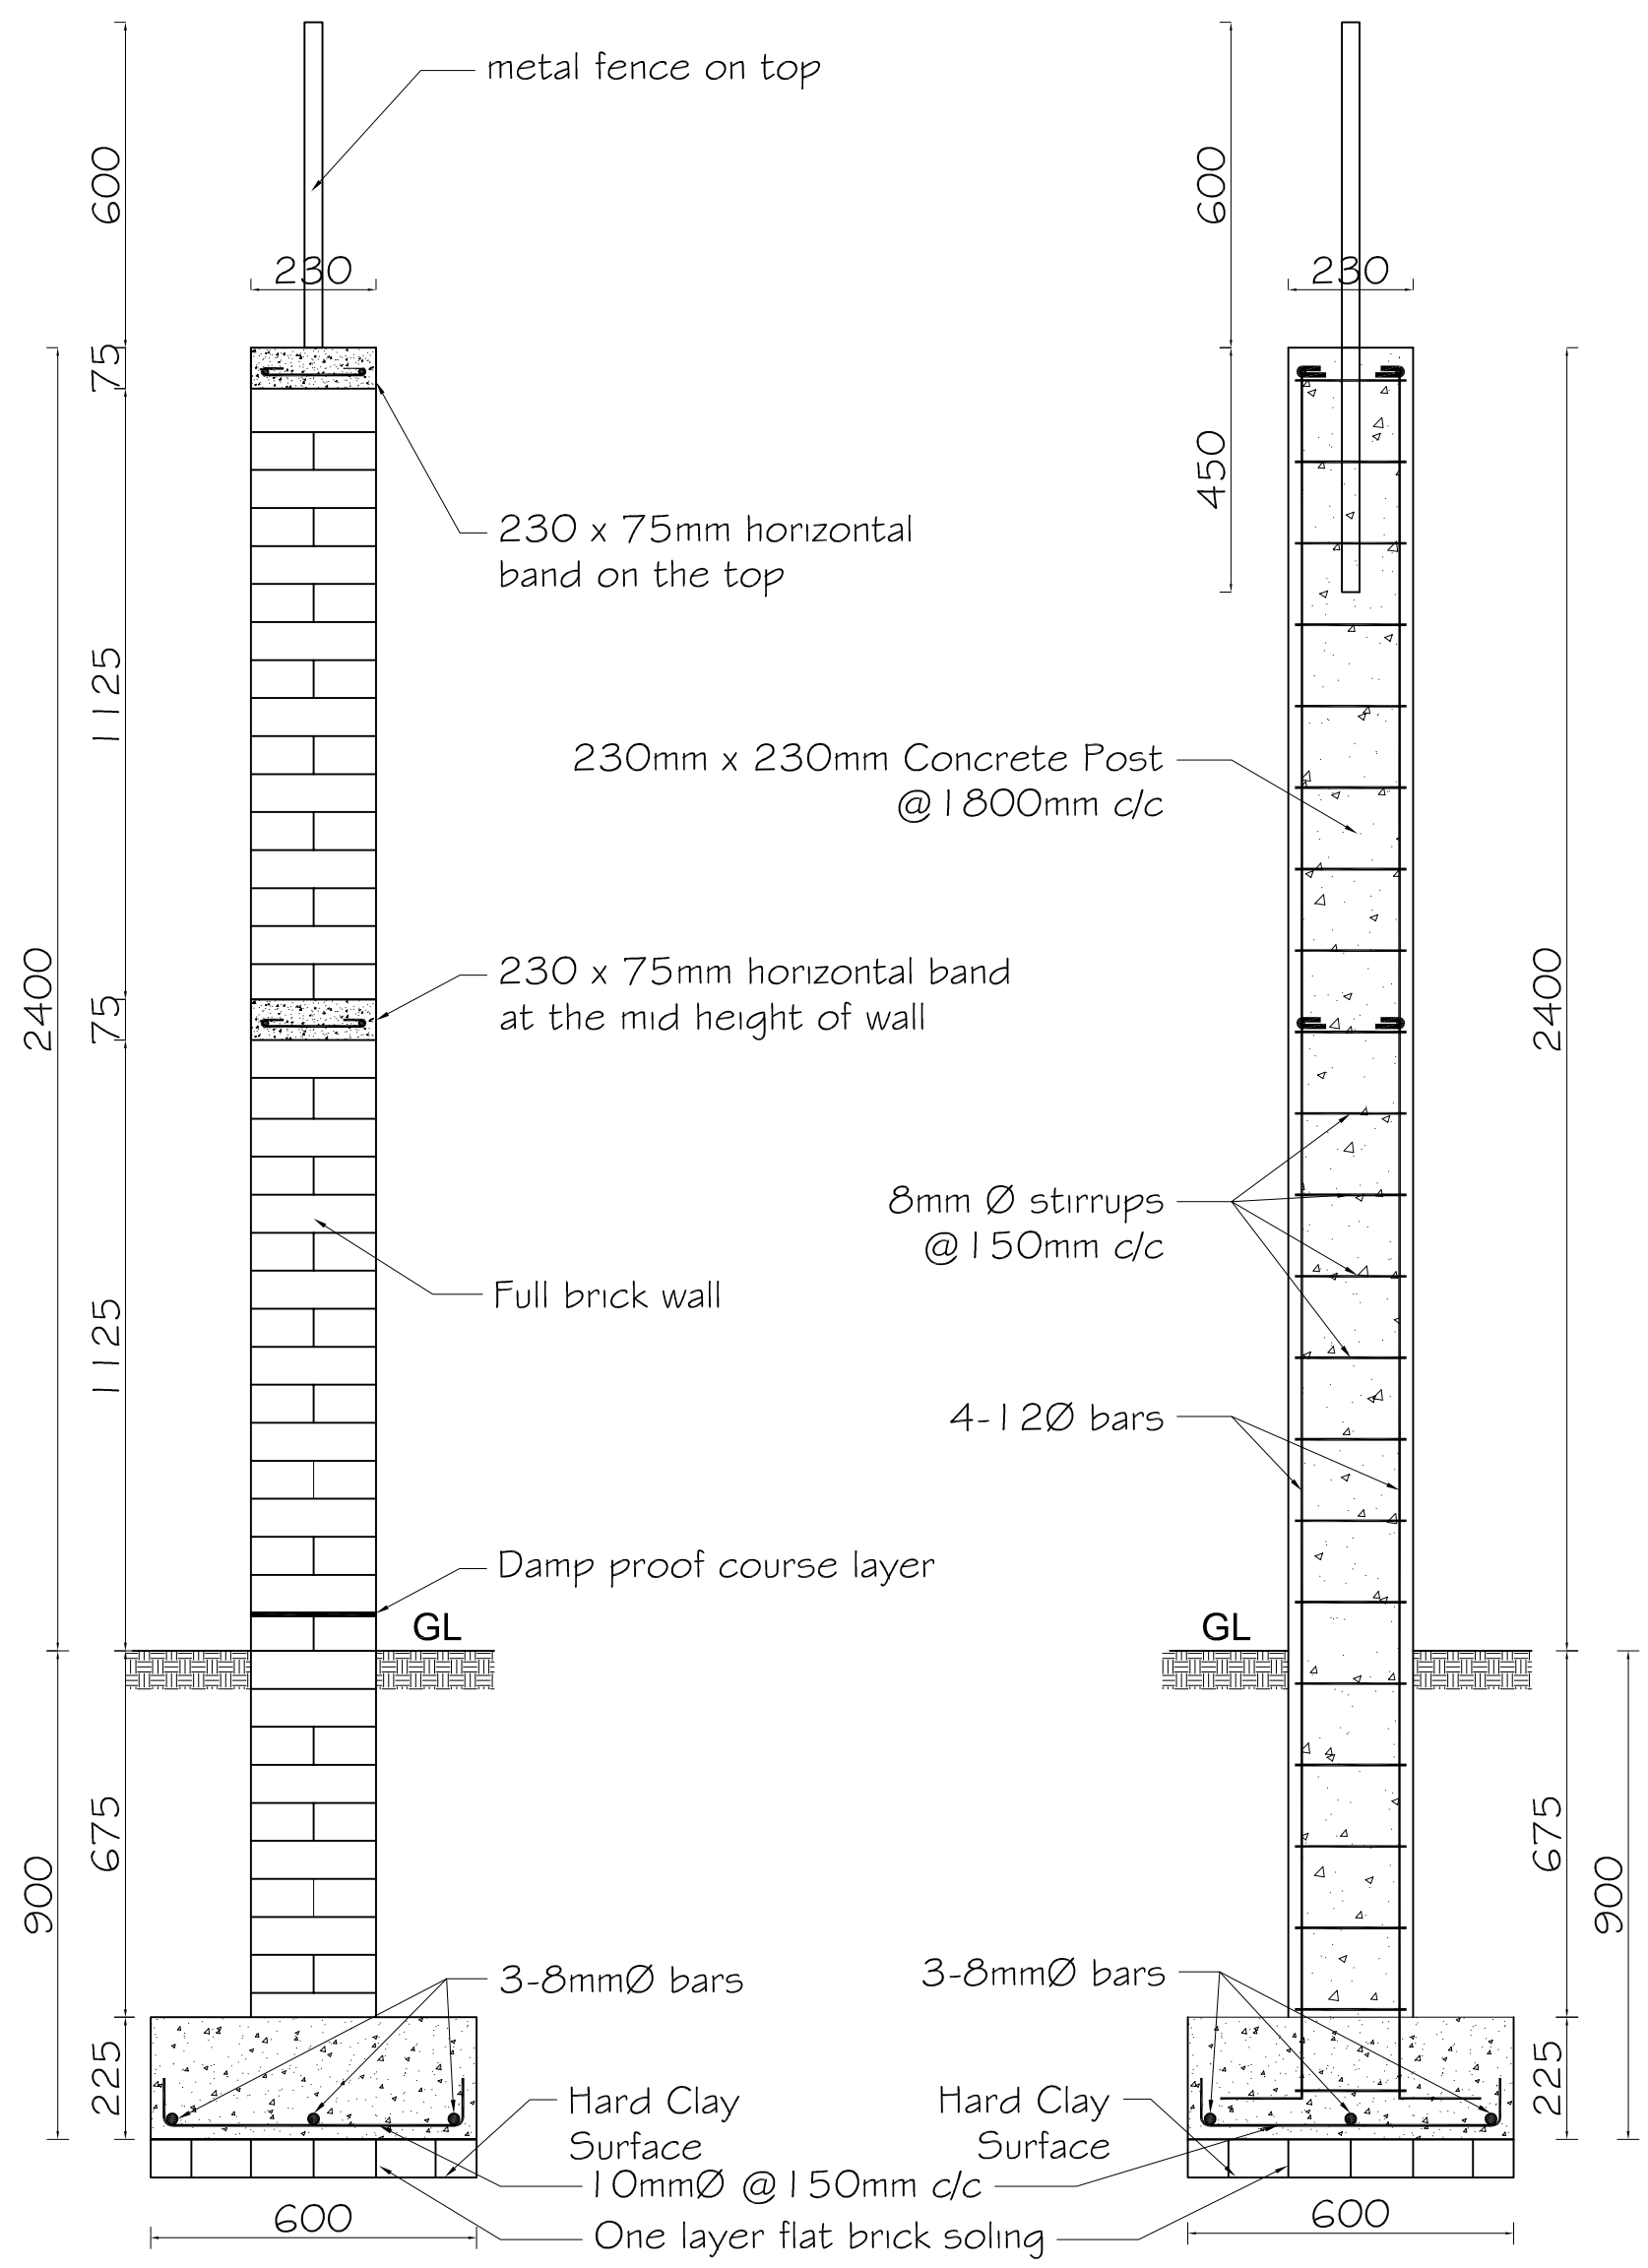 metal fence on top
600
600
230
230
75
450
230 x 75mm horizontal
band on the top
1125
230mm x 230mm Concrete Post
@1800mm c/c
230 x 75mm horizontal band
at the mid height of wall
75
2400
2400
8mm Ø stirrups
@150mm c/c
Full brick wall
1125
4-12Ø bars
Damp proof course layer
GL
GL
675
675
900
900
3-8mmØ bars
3-8mmØ bars
225
225
Hard Clay
Surface
Hard Clay
Surface
10mmØ @150mm c/c
600
600
One layer flat brick soling